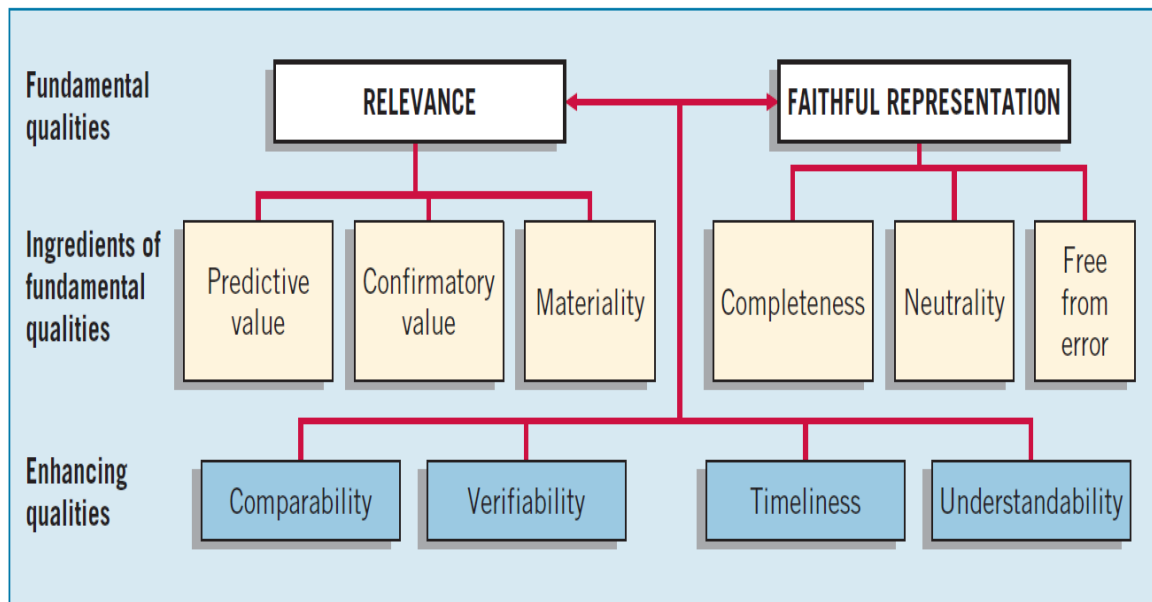 Fundamental
qualities
RELEVANCE
FAITHFUL REPRESENTATION
Ingredients of
fundamental
qualities
Predictive
value
Confirmatory
value
Materiality
Completeness
Neutrality
Free
from
error
Enhancing
qualities
Comparability
Verifiability
Timeliness
Understandability